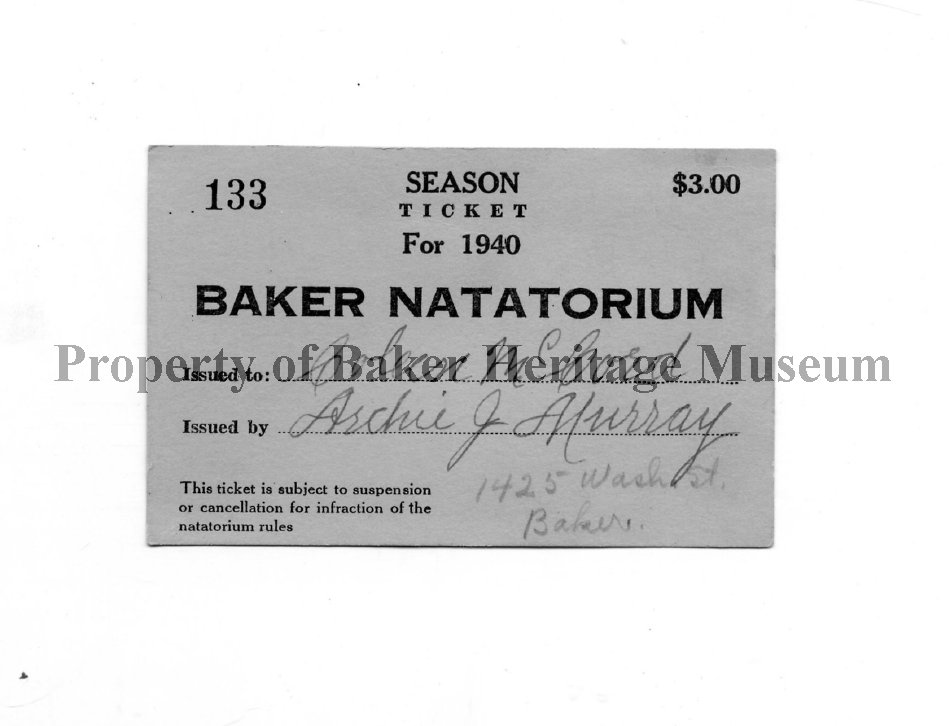 133
SEASON
$3.00
TICKET
For 1940
BAKER NATATORIUM
Property of Baker Heritage Museum
Issued to:
Issued by Archie J Murray
This ticket is subject to suspension
or cancellation for infraction of the
natatorium rules
1425 Wash. St.
Baker.